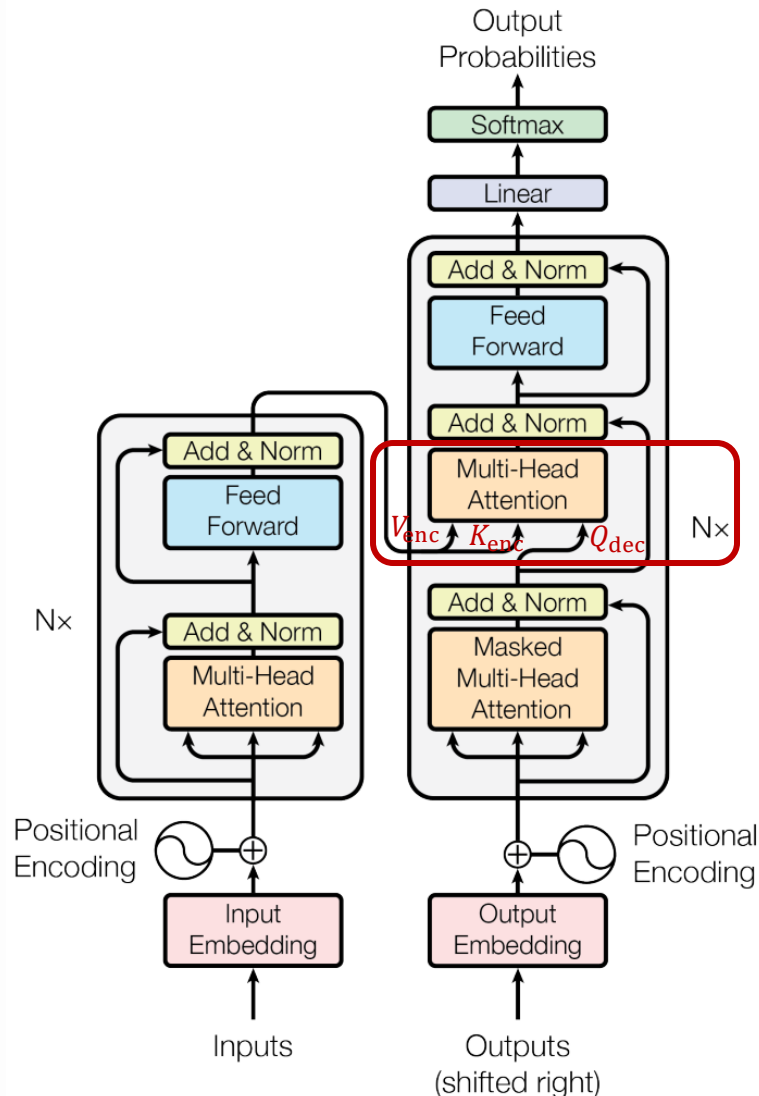 Output
Probabilities
Softmax
Linear
Add & Norm
Feed
Forward
Add & Norm
Multi-Head
Attention
V_enc K_enc Q_dec
N×
Add & Norm
Masked
Multi-Head
Attention
Add & Norm
Feed
Forward
N×
Add & Norm
Multi-Head
Attention
Positional
Encoding
Positional
Encoding
Input
Embedding
Output
Embedding
Inputs
Outputs
(shifted right)